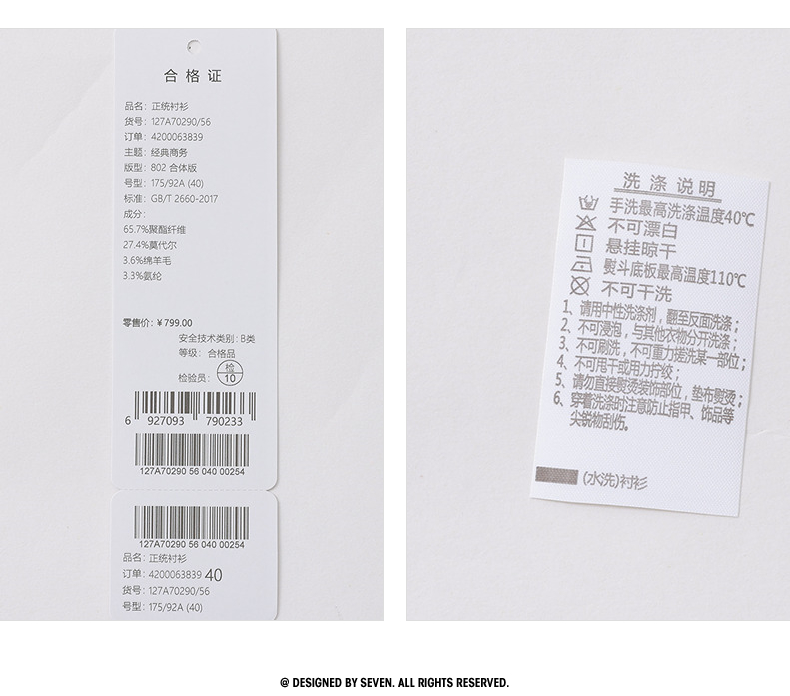 合格证
品名：正统衬衫
货号：127A70290/56
订单：4200063839
主题：经典商务
版型：802 合体版
号型：175/92A (40)
标准：GB/T 2660-2017
成分：
65.7%聚酯纤维
27.4%莫代尔
3.6%绵羊毛
3.3%氨纶
零售价：¥799.00
安全技术类别：B类
等级：合格品
检验员：检 10
6 927093 790233
127A70290 56 040 00254
127A70290 56 040 00254
品名：正统衬衫
订单：4200063839 40
货号：127A70290/56
号型：175/92A (40)
洗涤说明
手洗最高洗涤温度40℃
不可漂白
悬挂晾干
熨斗底板最高温度110℃
不可干洗
1、请用中性洗涤剂，翻至反面洗涤；
2、不可浸泡，与其他衣物分开洗涤；
3、不可刷洗，不可重力搓洗某一部位；
4、不可甩干或用力拧绞；
5、请勿直接熨烫装饰部位，垫布熨烫；
6、穿着洗涤时注意防止指甲、饰品等
尖锐物刮伤。
(水洗)衬衫
@ DESIGNED BY SEVEN. ALL RIGHTS RESERVED.